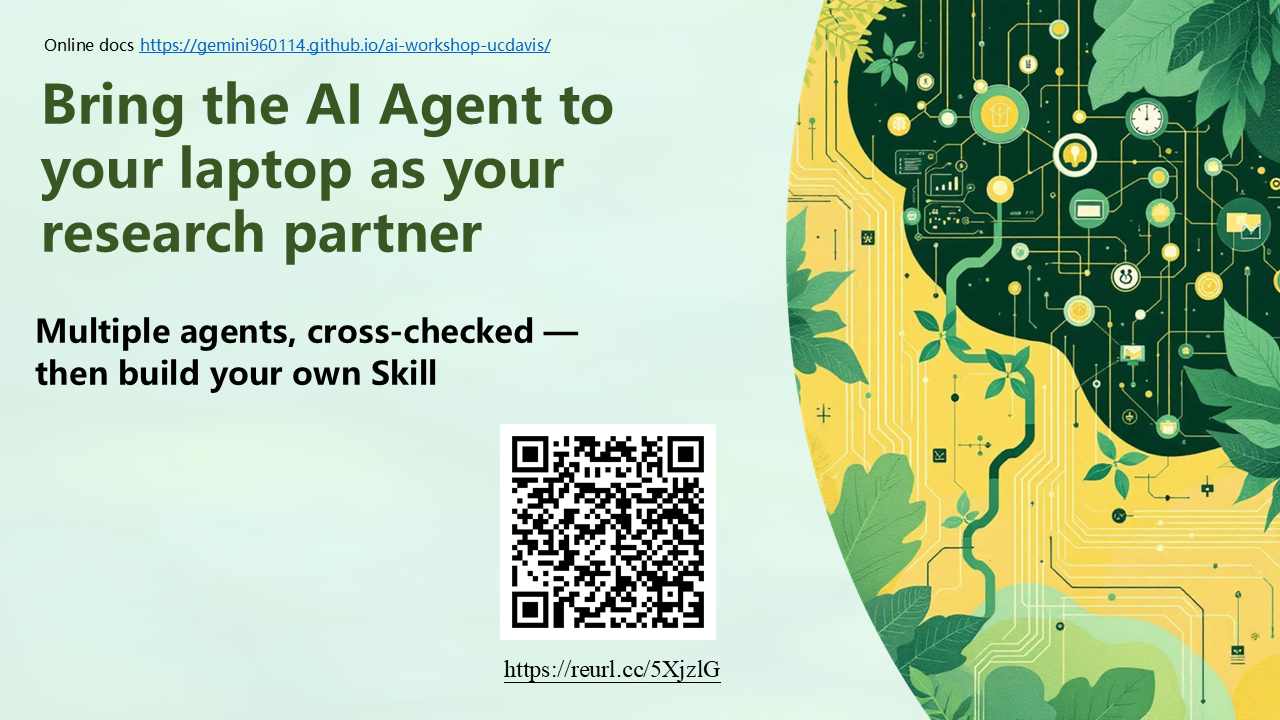 Online docs https://gemini960114.github.io/ai-workshop-ucdavis/
Bring the AI Agent to
your laptop as your
research partner
Multiple agents, cross-checked —
then build your own Skill
https://reurl.cc/5XjzlG